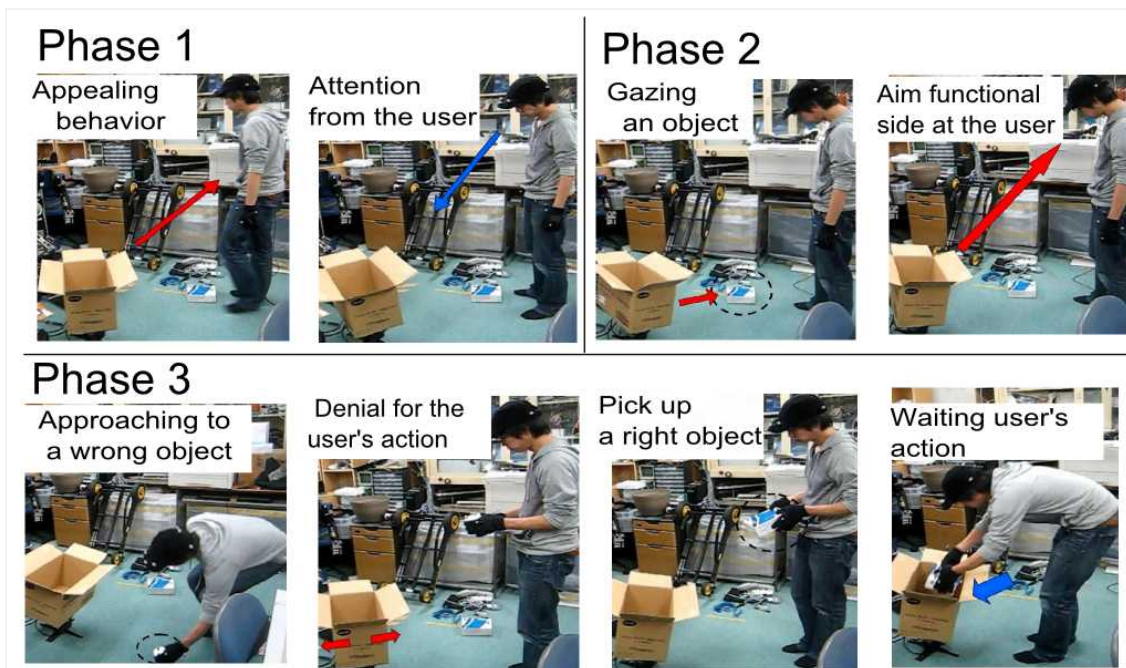 Phase 1
Appealing
behavior
Attention
from the user
Phase 2
Gazing
an object
Aim functional
side at the user
Phase 3
Approaching to
a wrong object
Denial for the
user's action
Pick up
a right object
Waiting user's
action